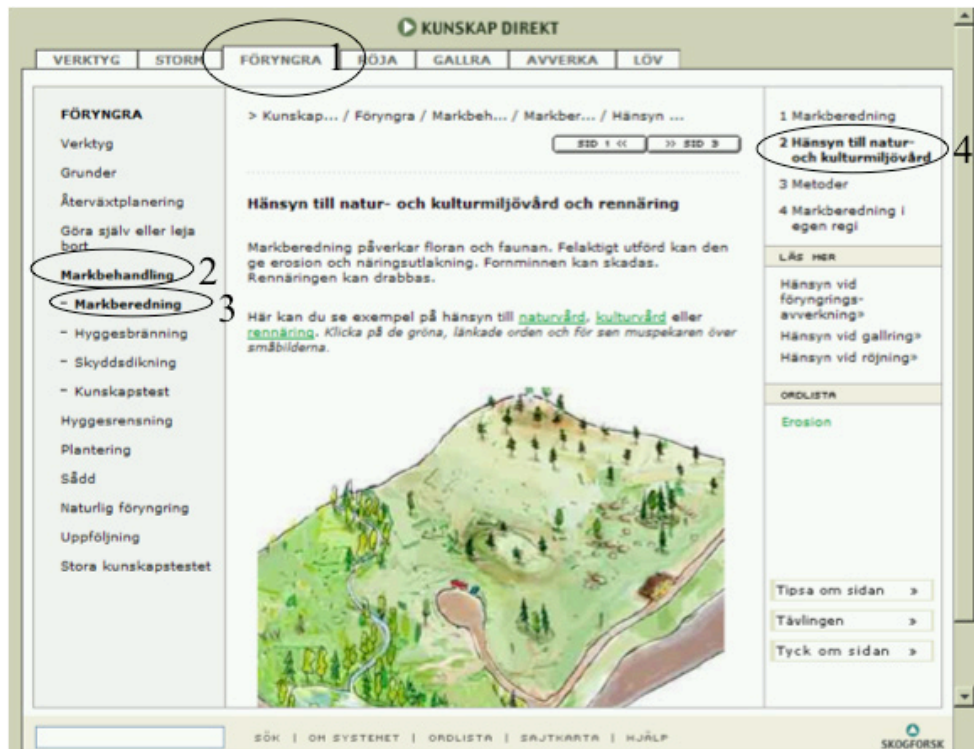 KUNSKAP DIREKT
VERKTYG STORM FÖRYNGRA 1 RÖJA GALLRA AVVERKA LÖV
FÖRYNGRA
Verktyg
Grunder
Återväxtplanering
Göra själv eller leja
bort
Markbehandling 2
- Markberedning 3
- Hyggesbränning
- Skyddsdikning
- Kunskapstest
Hyggesrensning
Plantering
Sådd
Naturlig föryngring
Uppföljning
Stora kunskapstestet
> Kunskap... / Föryngra / Markbeh... / Markber... / Hänsyn ...
SID 1 << >> SID 3
Hänsyn till natur- och kulturmiljövård och rennäring
Markberedning påverkar floran och faunan. Felaktigt utförd kan den
ge erosion och näringsutlakning. Fornminnen kan skadas.
Rennäringen kan drabbas.
Här kan du se exempel på hänsyn till naturvård, kulturvård eller
rennäring. Klicka på de gröna, länkade orden och för sen muspekaren över
småbilderna.
1 Markberedning
2 Hänsyn till natur-
och kulturmiljövård 4
3 Metoder
4 Markberedning i
egen regi
LÄS MER
Hänsyn vid
föryngrings-
avverkning»
Hänsyn vid gallring»
Hänsyn vid röjning»
ORDLISTA
Erosion
Tipsa om sidan »
Tävlingen »
Tyck om sidan »
SÖK | OM SYSTEMET | ORDLISTA | SAJTKARTA | HJÄLP
SKOGFORSK